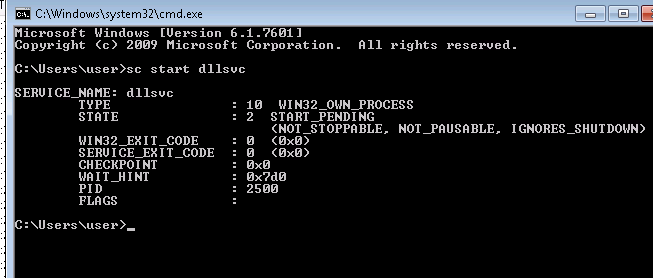 C:\Windows\system32\cmd.exe
Microsoft Windows [Version 6.1.7601]
Copyright (c) 2009 Microsoft Corporation.  All rights reserved.
C:\Users\user>sc start dllsvc
SERVICE_NAME: dllsvc
        TYPE               : 10  WIN32_OWN_PROCESS
        STATE              : 2  START_PENDING
                                (NOT_STOPPABLE, NOT_PAUSABLE, IGNORES_SHUTDOWN)
        WIN32_EXIT_CODE    : 0  (0x0)
        SERVICE_EXIT_CODE  : 0  (0x0)
        CHECKPOINT         : 0x0
        WAIT_HINT          : 0x7d0
        PID                : 2500
        FLAGS              :
C:\Users\user>_